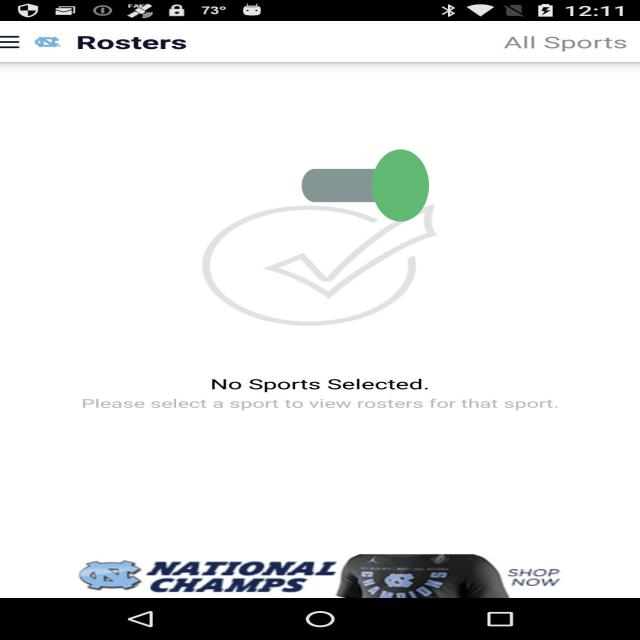 73° 12:11
Rosters All Sports
No Sports Selected.
Please select a sport to view rosters for that sport.
NATIONAL
CHAMPS
CHAMPIONS
SHOP
NOW